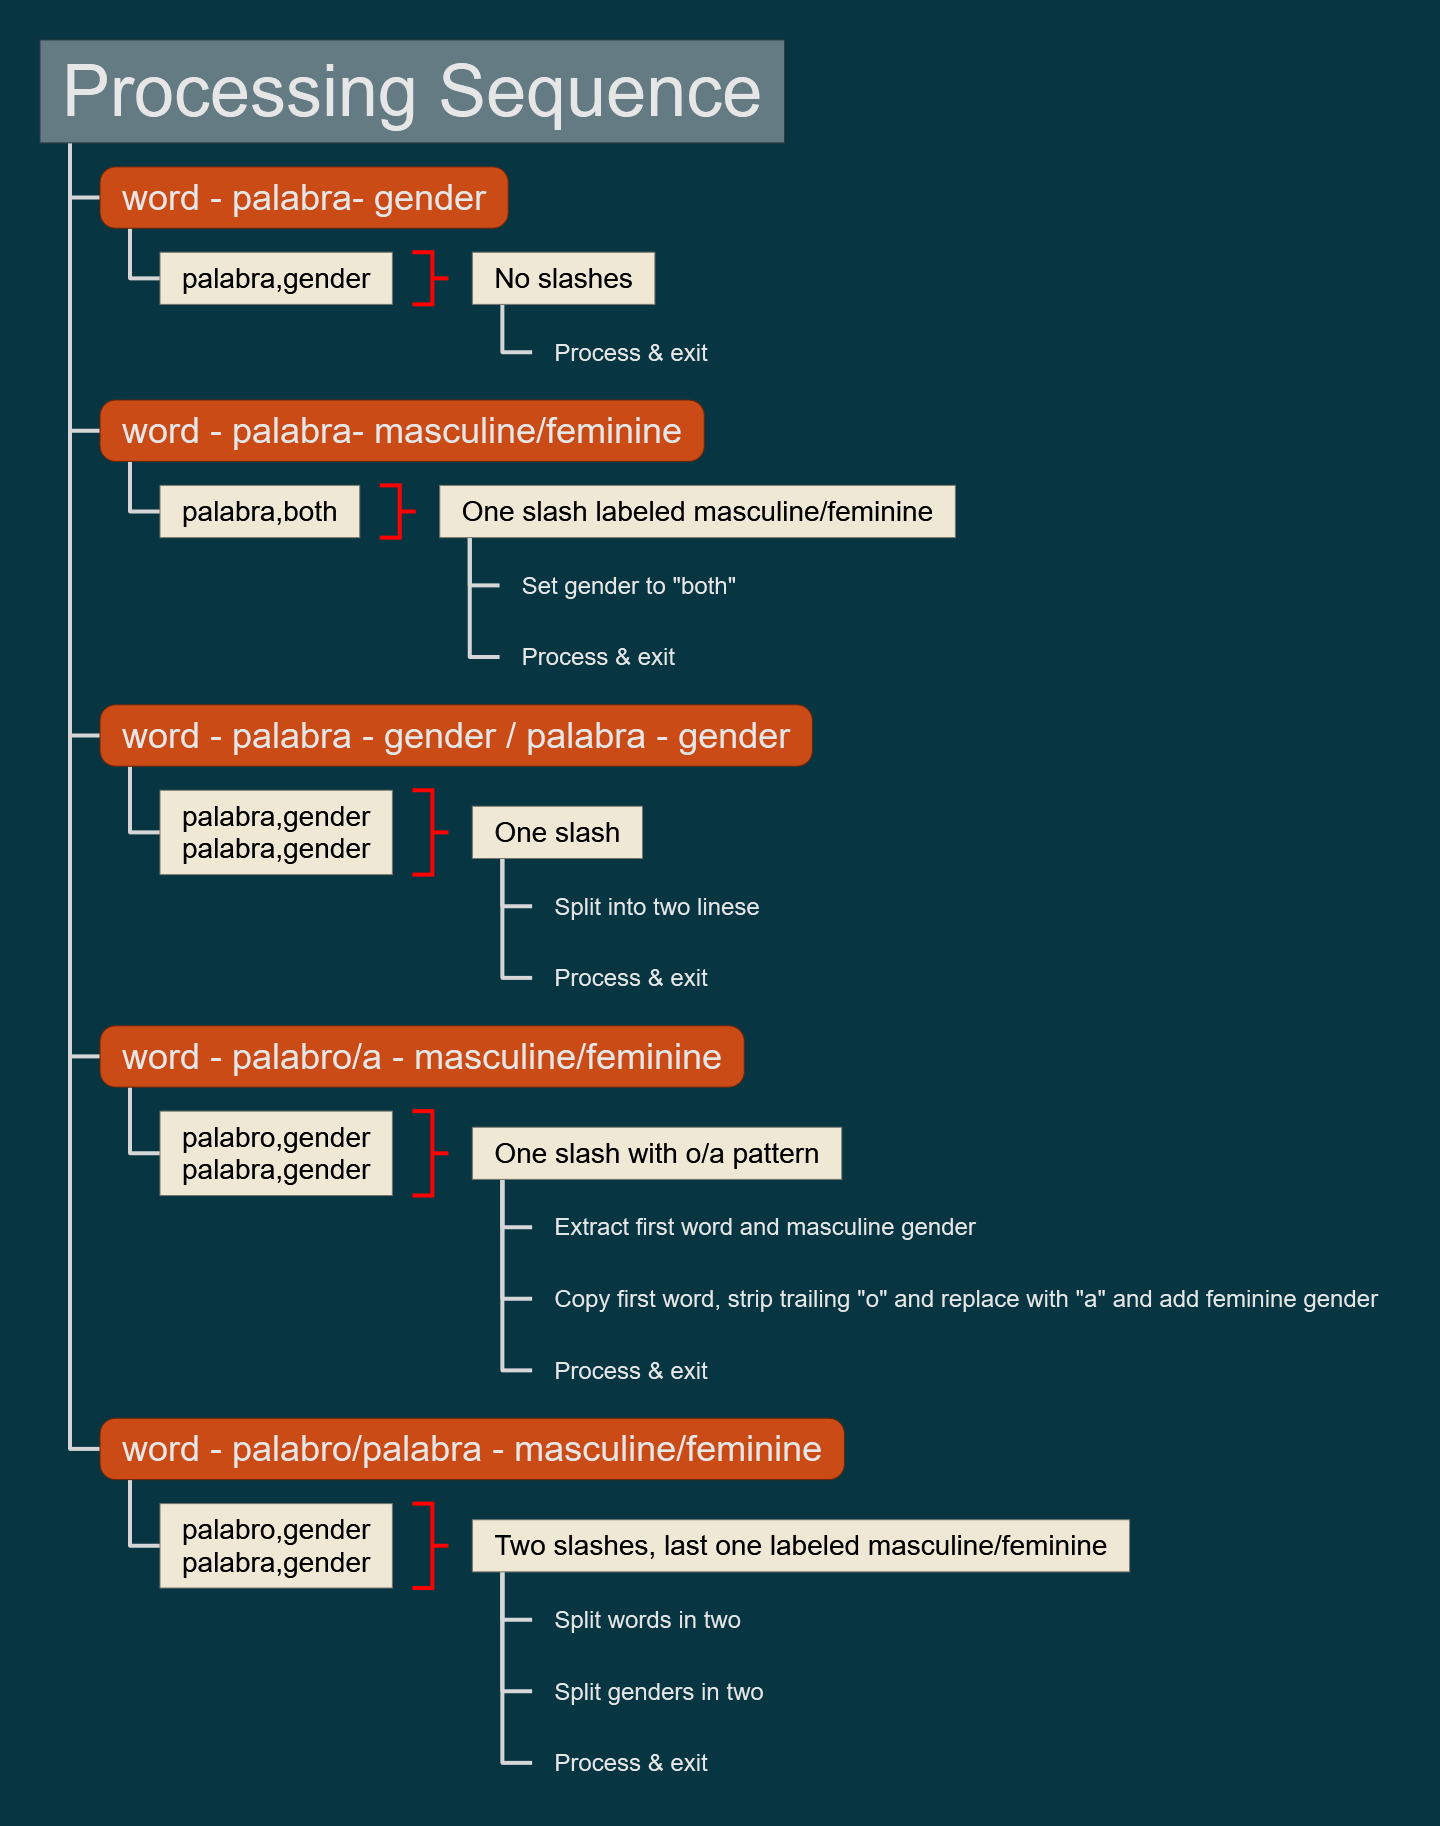 Processing Sequence
word - palabra- gender
palabra,gender
No slashes
Process & exit
word - palabra- masculine/feminine
palabra,both
One slash labeled masculine/feminine
Set gender to "both"
Process & exit
word - palabra - gender / palabra - gender
palabra,gender
palabra,gender
One slash
Split into two linese
Process & exit
word - palabro/a - masculine/feminine
palabro,gender
palabra,gender
One slash with o/a pattern
Extract first word and masculine gender
Copy first word, strip trailing "o" and replace with "a" and add feminine gender
Process & exit
word - palabro/palabra - masculine/feminine
palabro,gender
palabra,gender
Two slashes, last one labeled masculine/feminine
Split words in two
Split genders in two
Process & exit